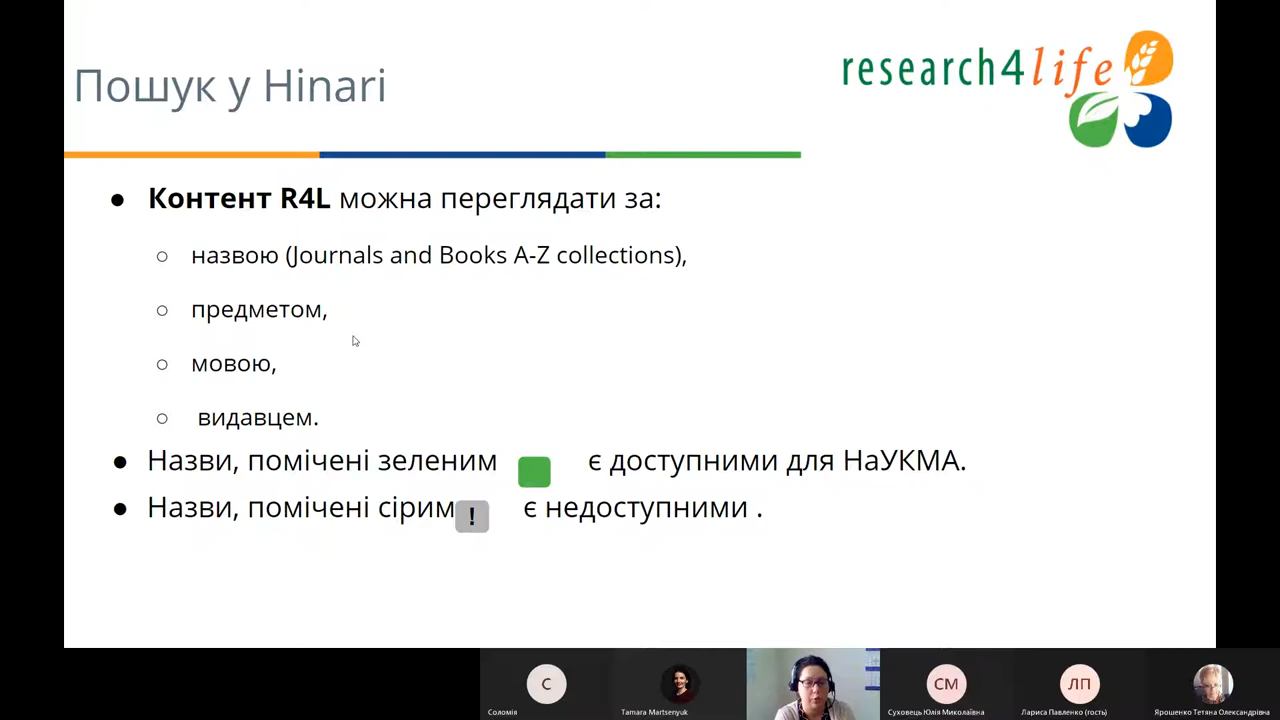 Пошук у Hinari
research4life
● Контент R4L можна переглядати за:
○ назвою (Journals and Books A-Z collections),
○ предметом,
○ мовою,
○ видавцем.
● Назви, помічені зеленим є доступними для НаУКМА.
● Назви, помічені сірим ! є недоступними .
С
СМ
ЛП
Соломія
Tamara Martsenyuk
Суховець Юлія Миколаївна
Лариса Павленко (гость)
Ярошенко Тетяна Олександрівна